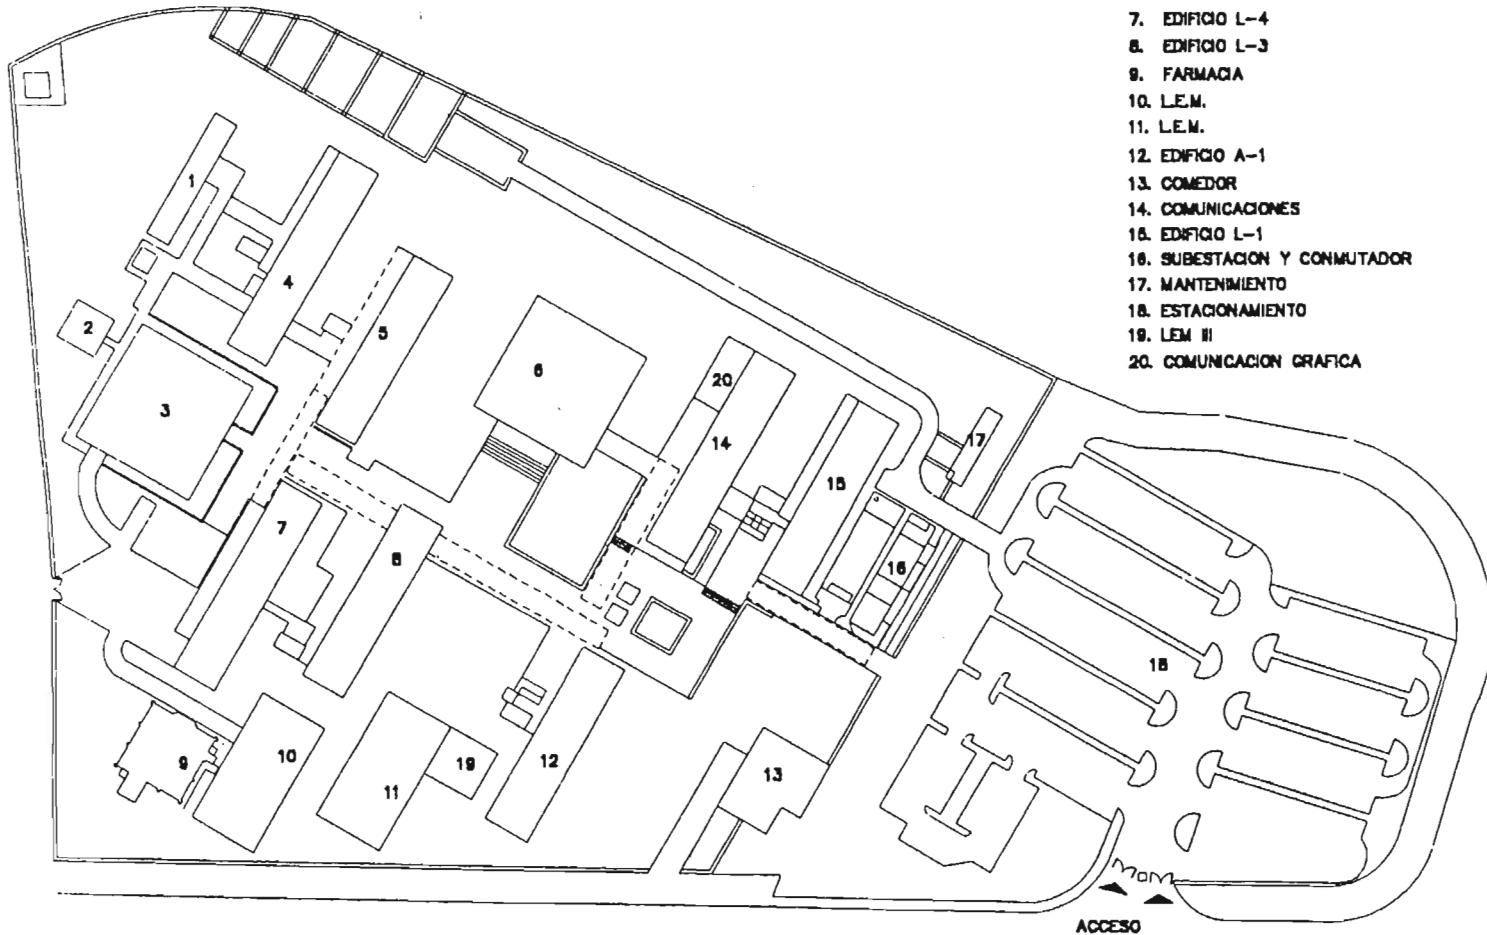 7. EDIFICIO L-4
8. EDIFICIO L-3
9. FARMACIA
10. L.E.M.
11. L.E.M.
12. EDIFICIO A-1
13. COMEDOR
14. COMUNICACIONES
15. EDIFICIO L-1
16. SUBESTACION Y CONMUTADOR
17. MANTENIMIENTO
18. ESTACIONAMIENTO
19. LEM III
20. COMUNICACION GRAFICA
1
4
2
5
3
6
20
14
17
15
7
8
16
18
9
10
11
19
12
13
ACCESO